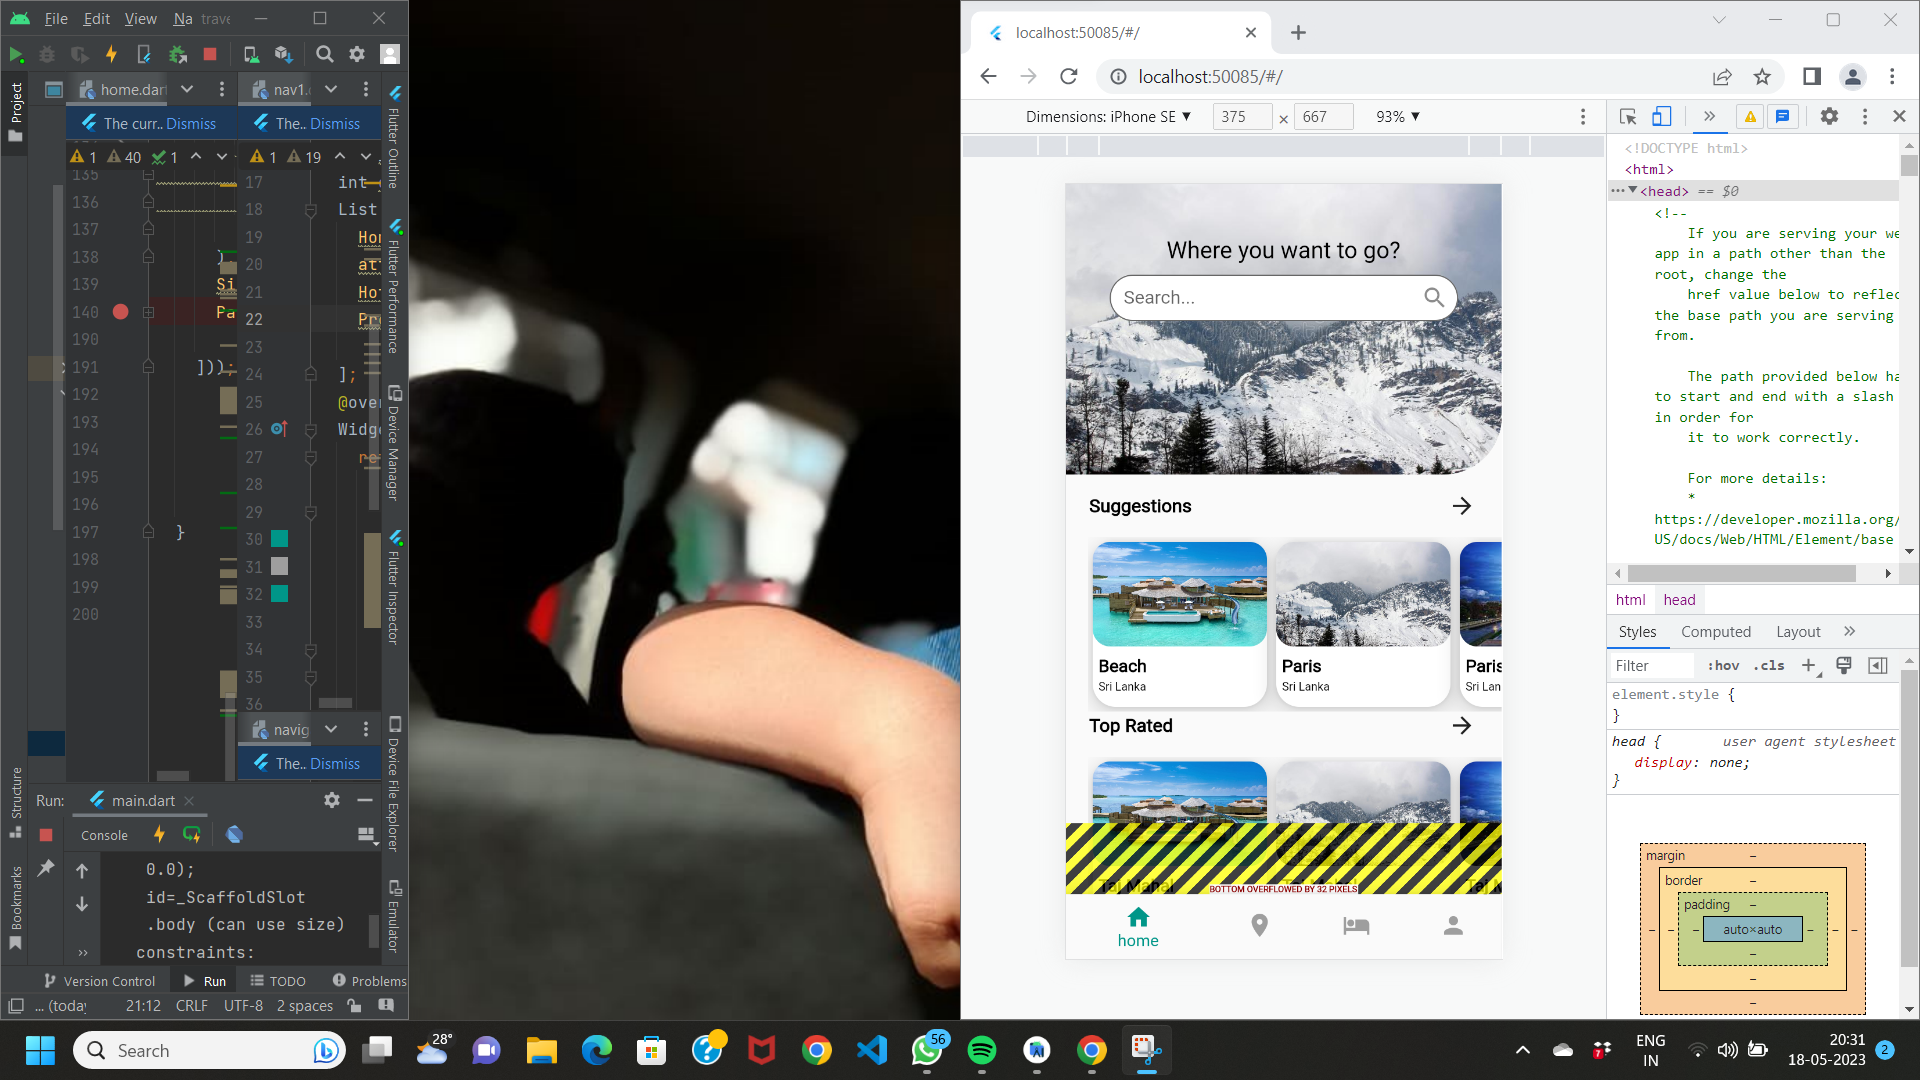 File Edit View Na trave
home.dar
nav1.
The curr.. Dismiss
The.. Dismiss
1 40 1
1 19
135
136
137
138 )
139 Si
140 Pa
190
191 ]));
192
193
194
195
196
197 }
198
199
200
17 int
18 List
19 Hor
20 at
21 Ho
22 Pr
23
24 ];
25 @over
26 Widg
27 re
28
29
30
31
32
33
34
35
36
navig
The.. Dismiss
Project
Structure
Bookmarks
Flutter Outline
Flutter Performance
Device Manager
Flutter Inspector
Device File Explorer
Emulator
Run: main.dart
Console
0.0);
id=_ScaffoldSlot
.body (can use size)
constraints:
Version Control Run TODO Problems
... (today 21:12 CRLF UTF-8 2 spaces
localhost:50085/#/
localhost:50085/#/
Dimensions: iPhone SE ▼ 375 × 667 93% ▼
Where you want to go?
Search...
Suggestions
Beach
Sri Lanka
Paris
Sri Lanka
Paris
Sri Lan
Top Rated
Taj Mahal
BOTTOM OVERFLOWED BY 32 PIXELS
home
<!DOCTYPE html>
<html>
<head> == $0
<!--
If you are serving your we
app in a path other than the
root, change the
href value below to reflec
the base path you are serving
from.
The path provided below ha
to start and end with a slash
in order for
it to work correctly.
For more details:
*
https://developer.mozilla.org/
US/docs/Web/HTML/Element/base
html head
Styles Computed Layout
Filter :hov .cls
element.style {
}
head { user agent stylesheet
display: none;
}
margin –
border –
padding –
– – – auto×auto – – –
–
–
–
Search
28°
56
ENG
IN
20:31
18-05-2023
2